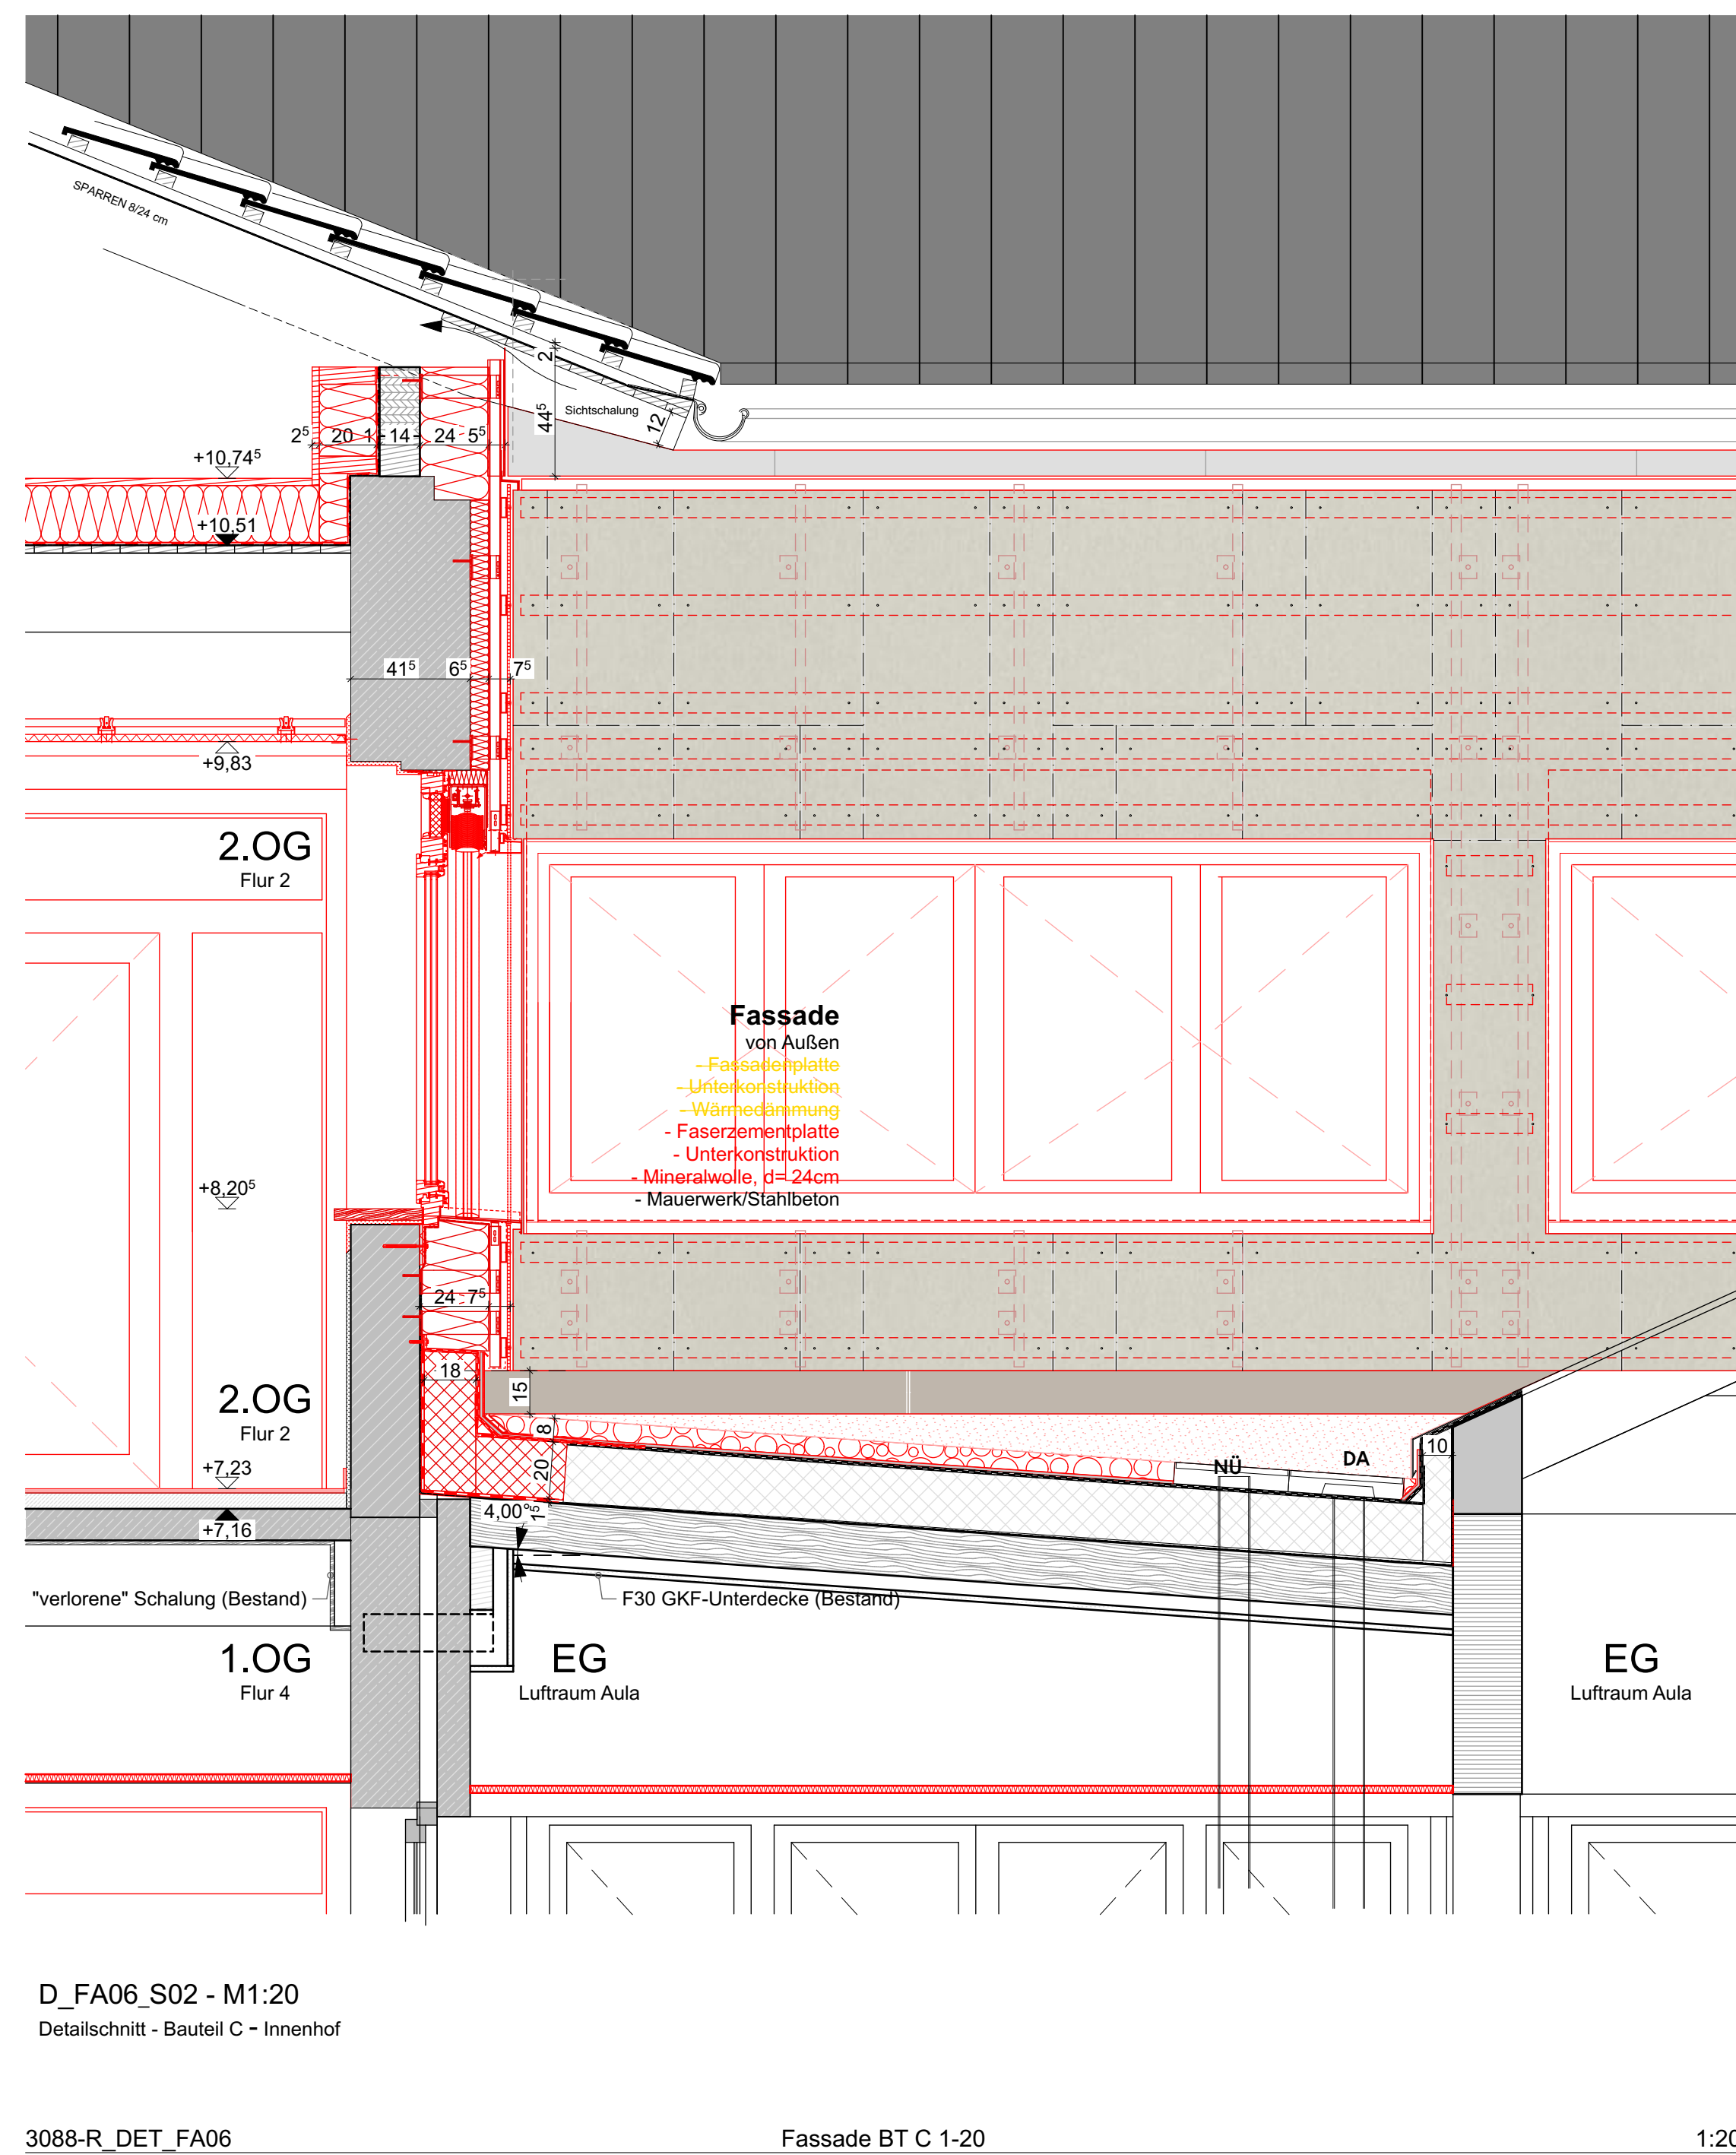 SPARREN 8/24 cm
2
44⁵
Sichtschalung
12
2⁵ 20 1 14 24 5⁵
+10,74⁵
+10,51
41⁵ 6⁵ 7⁵
+9,83
2.OG
Flur 2
Fassade
von Außen
- Fassadenplatte
- Unterkonstruktion
- Wärmedämmung
- Faserzementplatte
- Unterkonstruktion
- Mineralwolle, d= 24cm
- Mauerwerk/Stahlbeton
+8,20⁵
24 7⁵
18
15
2.OG
Flur 2
8
10
NÜ
DA
+7,23
20
4,00°
1⁵
+7,16
"verlorene" Schalung (Bestand)
F30 GKF-Unterdecke (Bestand)
1.OG
Flur 4
EG
Luftraum Aula
EG
Luftraum Aula
D_FA06_S02 - M1:20
Detailschnitt - Bauteil C - Innenhof
3088-R_DET_FA06
Fassade BT C 1-20
1:20